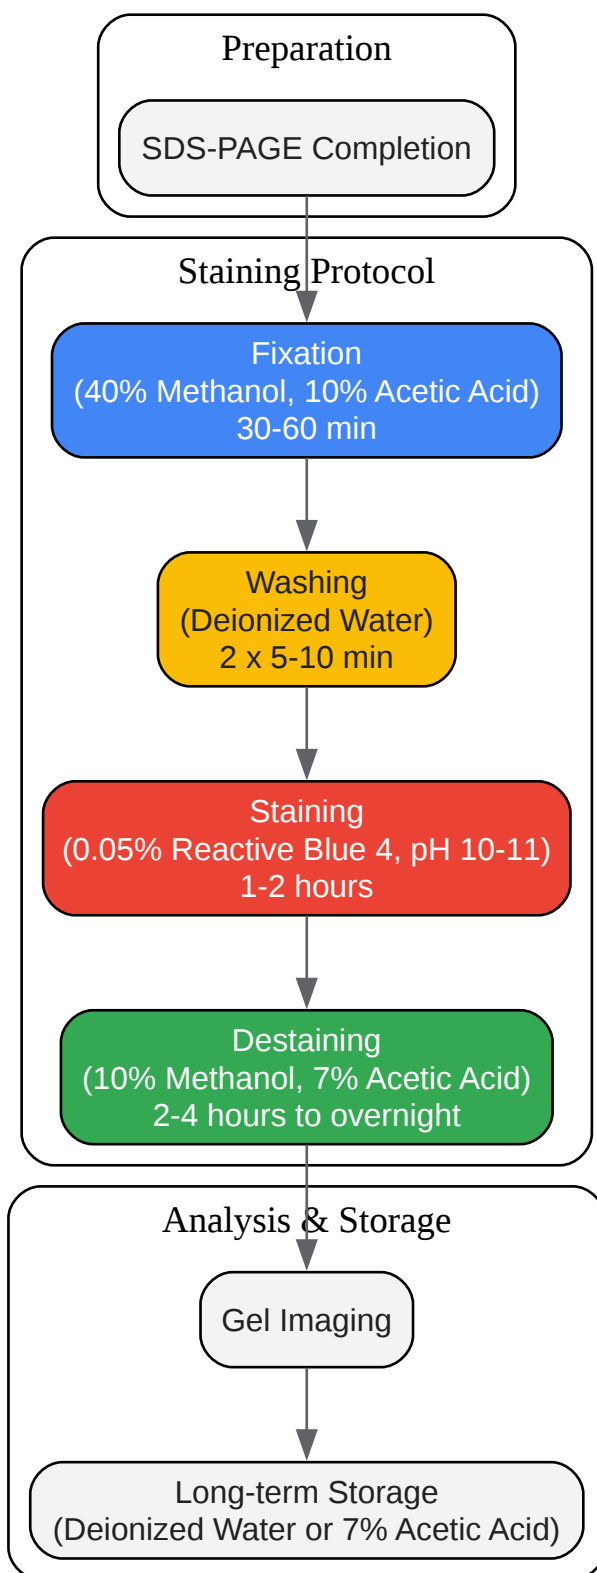 Preparation
SDS-PAGE Completion
Staining Protocol
Fixation
(40% Methanol, 10% Acetic Acid)
30-60 min
Washing
(Deionized Water)
2 x 5-10 min
Staining
(0.05% Reactive Blue 4, pH 10-11)
1-2 hours
Destaining
(10% Methanol, 7% Acetic Acid)
2-4 hours to overnight
Analysis & Storage
Gel Imaging
Long-term Storage
(Deionized Water or 7% Acetic Acid)